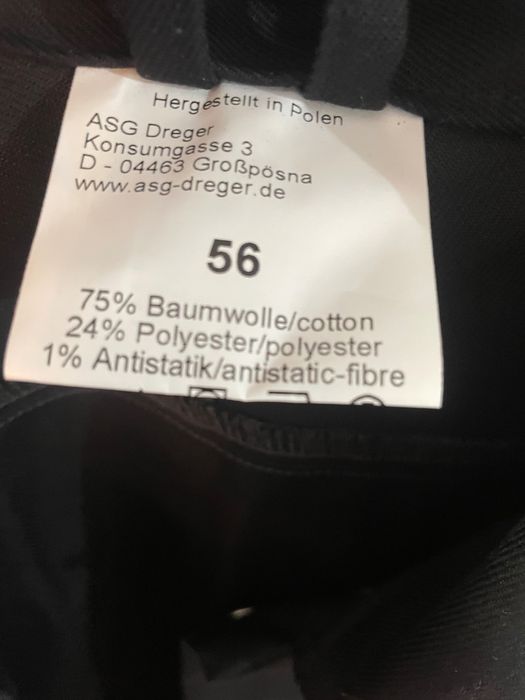 Hergestellt in Polen
ASG Dreger
Konsumgasse 3
D - 04463 Großpösna
www.asg-dreger.de
56
75% Baumwolle/cotton
24% Polyester/polyester
1% Antistatik/antistatic-fibre